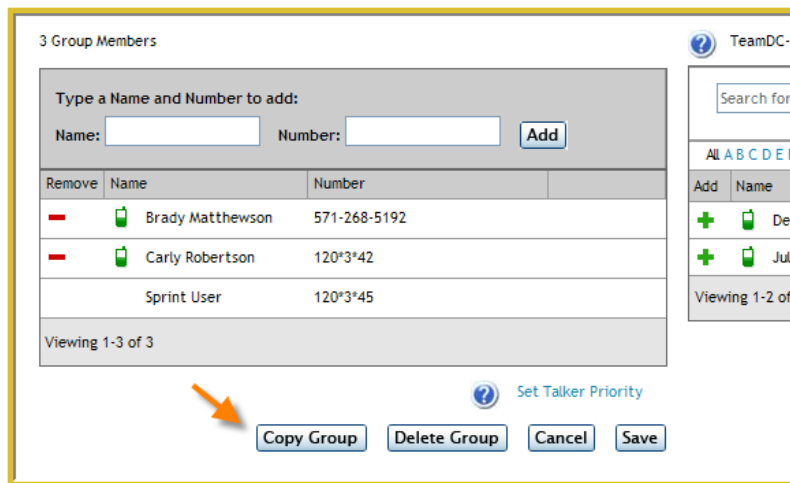 3 Group Members
Type a Name and Number to add:
Name: Number: Add
Remove Name Number
Brady Matthewson 571-268-5192
Carly Robertson 120*3*42
Sprint User 120*3*45
Viewing 1-3 of 3
? Set Talker Priority
Copy Group Delete Group Cancel Save
? TeamDC-
Search for
All A B C D E
Add Name
De
Jul
Viewing 1-2 of